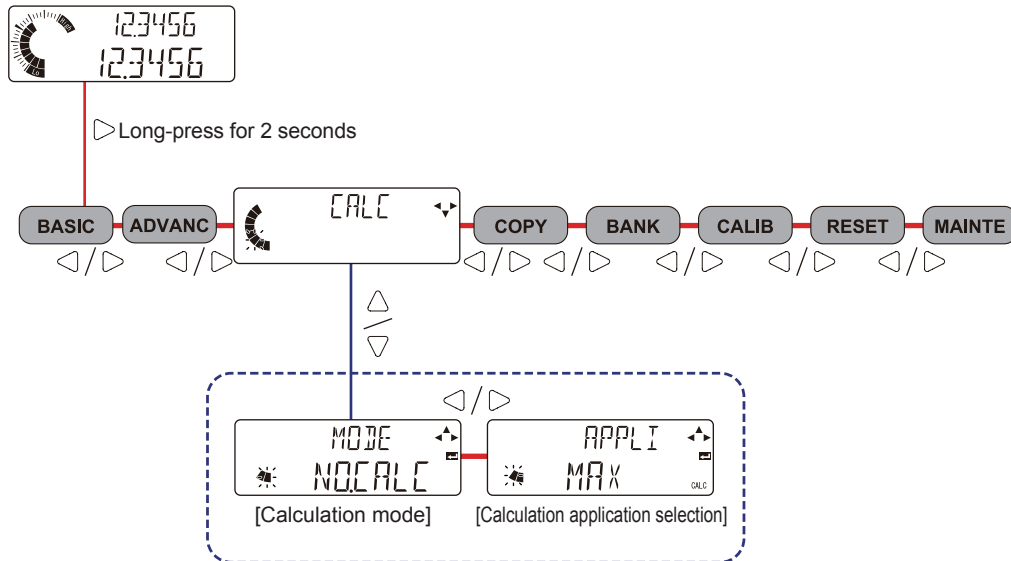 Push
12.3456
Lo
12.3456
Long-press for 2 seconds
BASIC
ADVANC
CALC
COPY
BANK
CALIB
RESET
MAINTE
MODE
NO.CALC
APPLI
MAX
CALC
[Calculation mode]
[Calculation application selection]